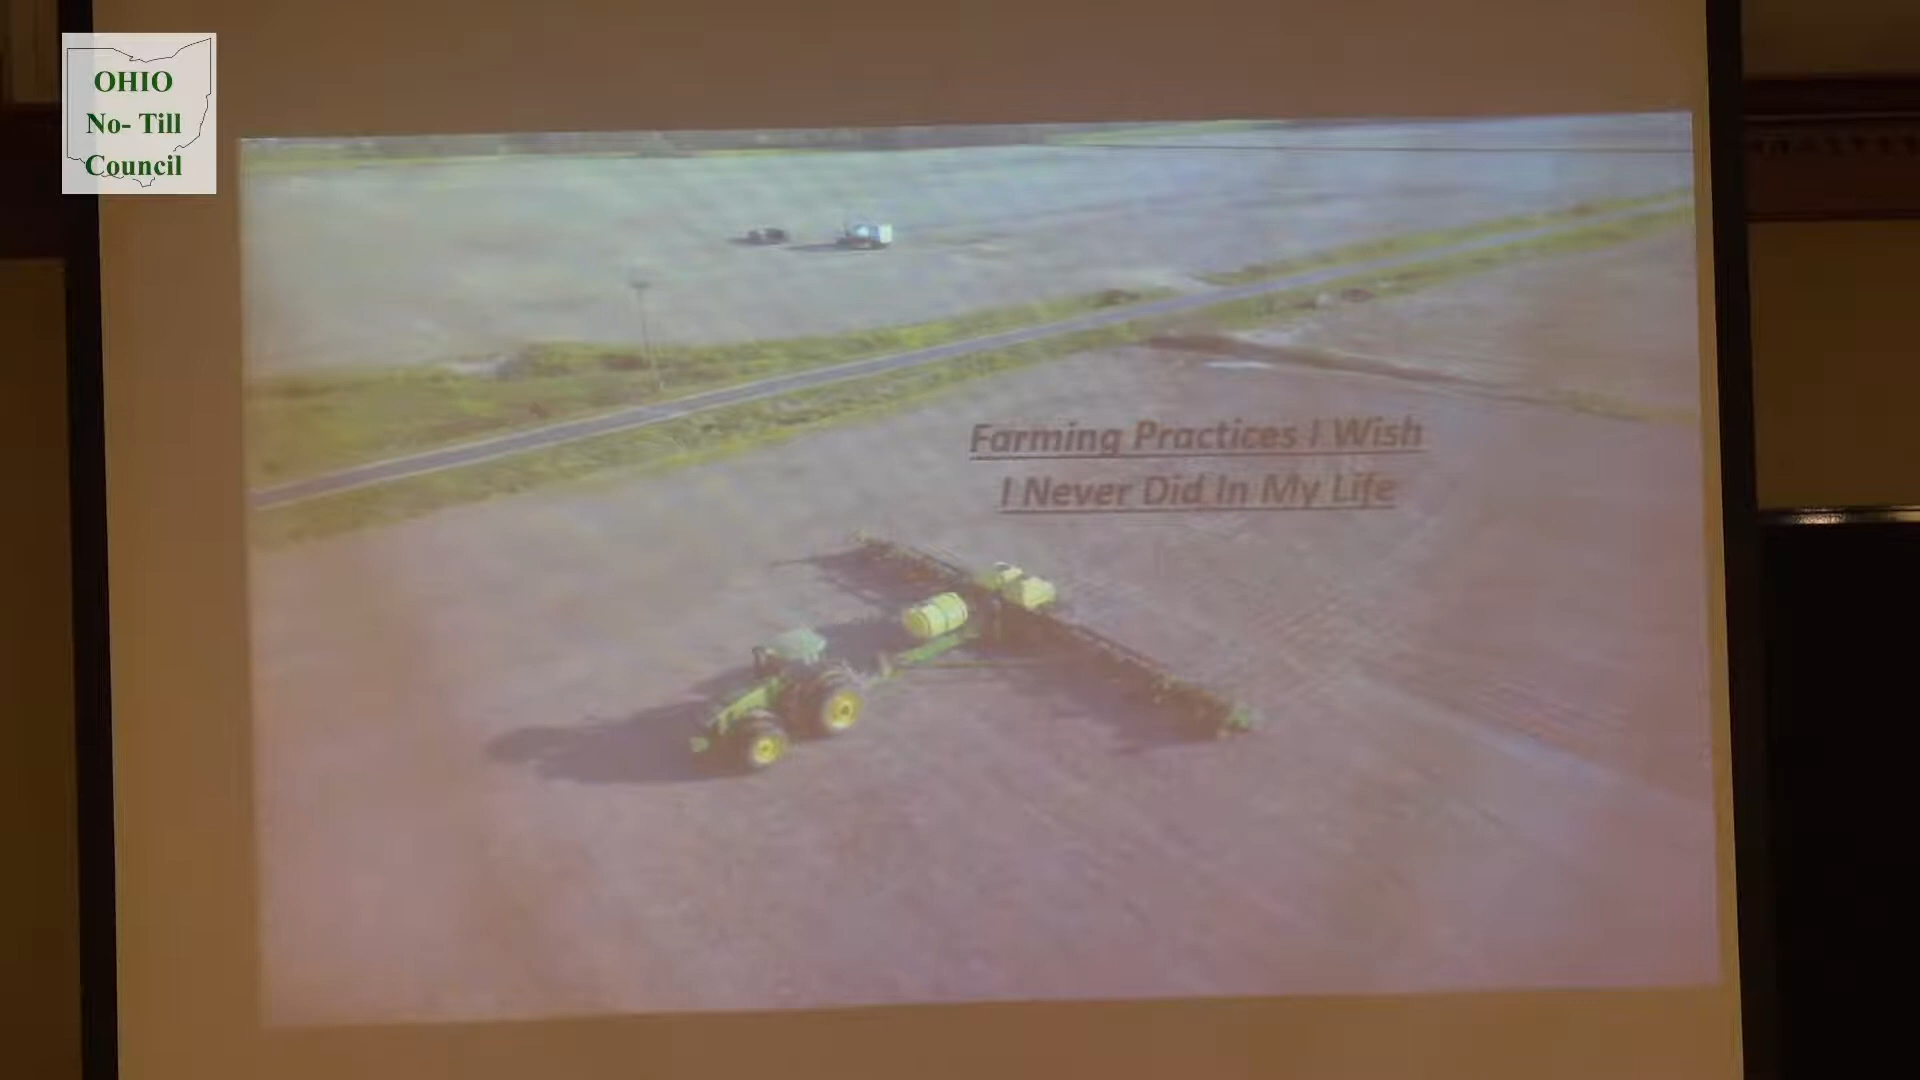 OHIO
No- Till
Council
Farming Practices I Wish
I Never Did In My Life